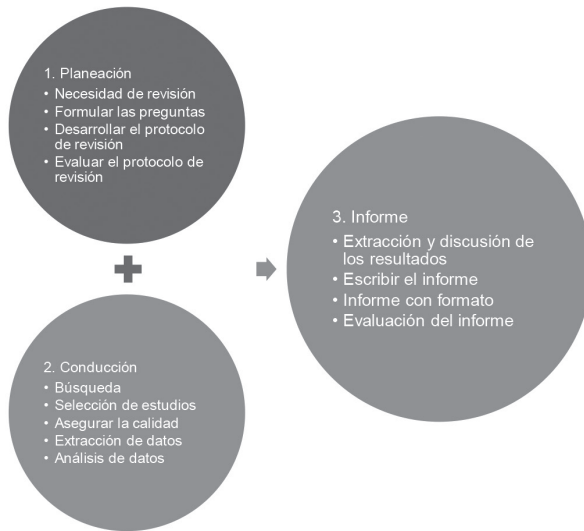 1. Planeación
• Necesidad de revisión
• Formular las preguntas
• Desarrollar el protocolo
de revisión
• Evaluar el protocolo de
revisión
2. Conducción
• Búsqueda
• Selección de estudios
• Asegurar la calidad
• Extracción de datos
• Análisis de datos
3. Informe
• Extracción y discusión de
los resultados
• Escribir el informe
• Informe con formato
• Evaluación del informe